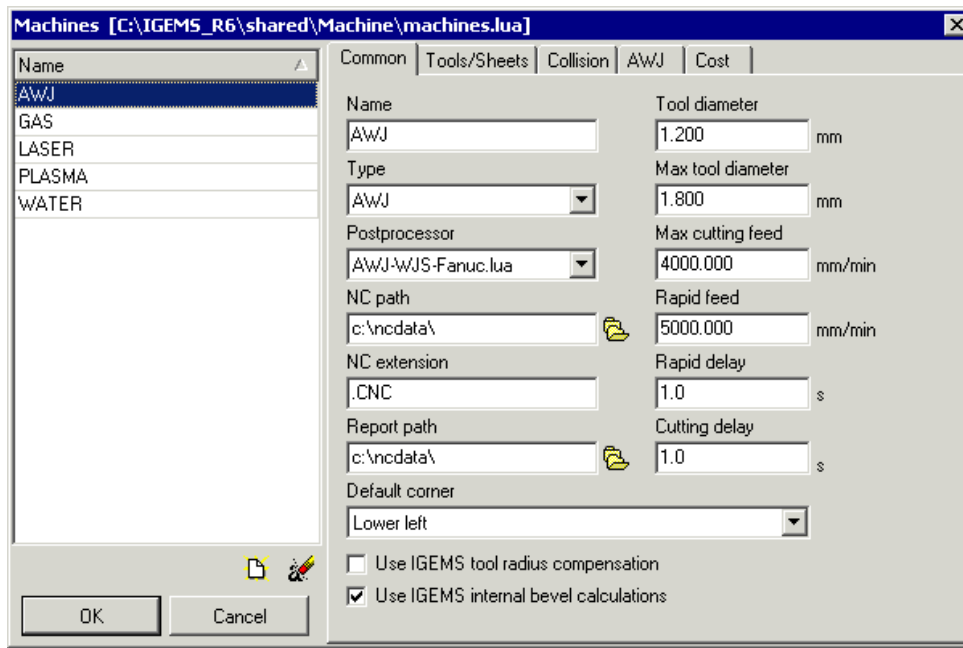 Machines [C:\IGEMS_R6\shared\Machine\machines.lua]
Name
AWJ
GAS
LASER
PLASMA
WATER
OK Cancel
Common Tools/Sheets Collision AWJ Cost
Name Tool diameter
AWJ 1.200 mm
Type Max tool diameter
AWJ 1.800 mm
Postprocessor Max cutting feed
AWJ-WJS-Fanuc.lua 4000.000 mm/min
NC path Rapid feed
c:\ncdata\ 5000.000 mm/min
NC extension Rapid delay
.CNC 1.0 s
Report path Cutting delay
c:\ncdata\ 1.0 s
Default corner
Lower left
Use IGEMS tool radius compensation
Use IGEMS internal bevel calculations